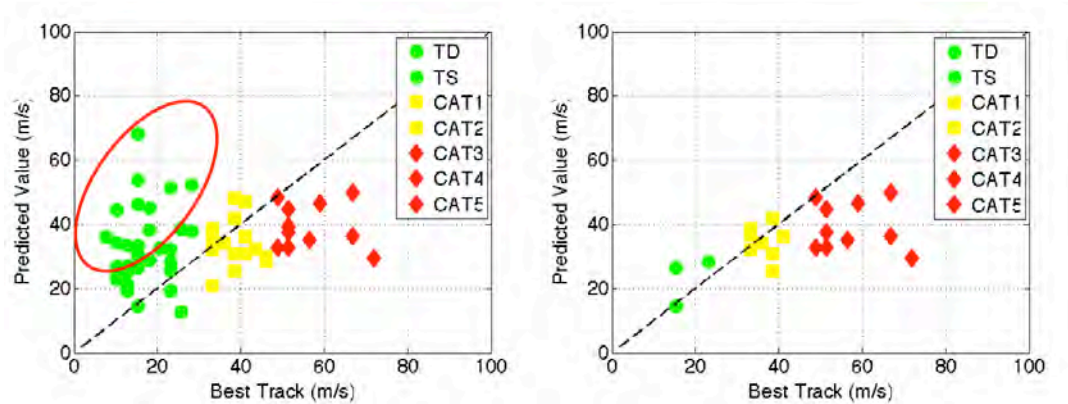 100
80
60
40
20
0
0 20 40 60 80 100
Predicted Value (m/s)
Best Track (m/s)
TD
TS
CAT1
CAT2
CAT3
CAT4
CAT5
100
80
60
40
20
0
0 20 40 60 80 100
Predicted Value (m/s)
Best Track (m/s)
TD
TS
CAT1
CAT2
CAT3
CAT4
CAT5